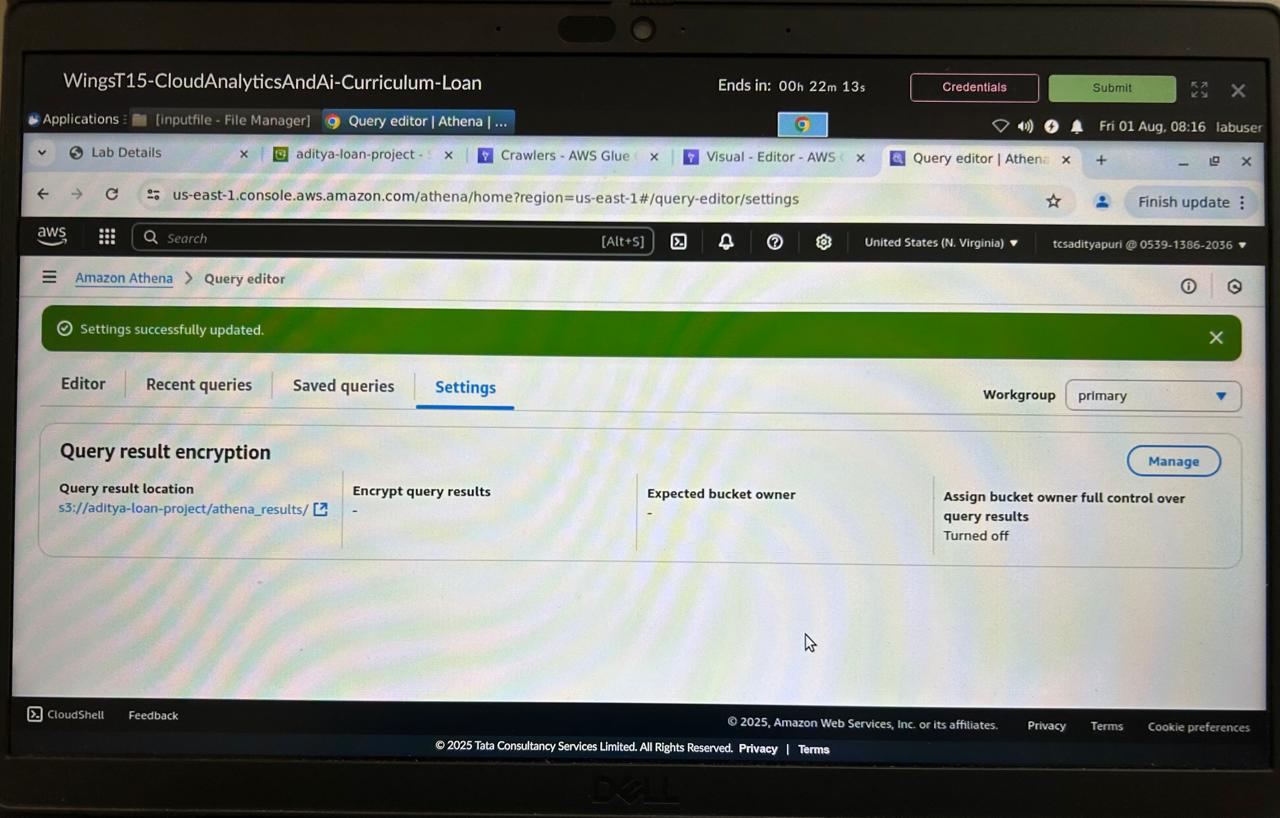 WingsT15-CloudAnalyticsAndAi-Curriculum-Loan
Ends in: 00h 22m 13s
Credentials
Submit
Applications
[inputfile - File Manager]
Query editor | Athena | ...
Fri 01 Aug, 08:16 labuser
Lab Details
aditya-loan-project -
Crawlers - AWS Glue
Visual - Editor - AWS
Query editor | Athena
us-east-1.console.aws.amazon.com/athena/home?region=us-east-1#/query-editor/settings
Finish update
aws
Search
[Alt+S]
United States (N. Virginia)
tcsadityapuri @ 0539-1386-2036
Amazon Athena
Query editor
Settings successfully updated.
Editor
Recent queries
Saved queries
Settings
Workgroup
primary
Query result encryption
Manage
Query result location
s3://aditya-loan-project/athena_results/
Encrypt query results
-
Expected bucket owner
-
Assign bucket owner full control over
query results
Turned off
CloudShell
Feedback
© 2025, Amazon Web Services, Inc. or its affiliates.
Privacy
Terms
Cookie preferences
© 2025 Tata Consultancy Services Limited. All Rights Reserved. Privacy | Terms
DELL